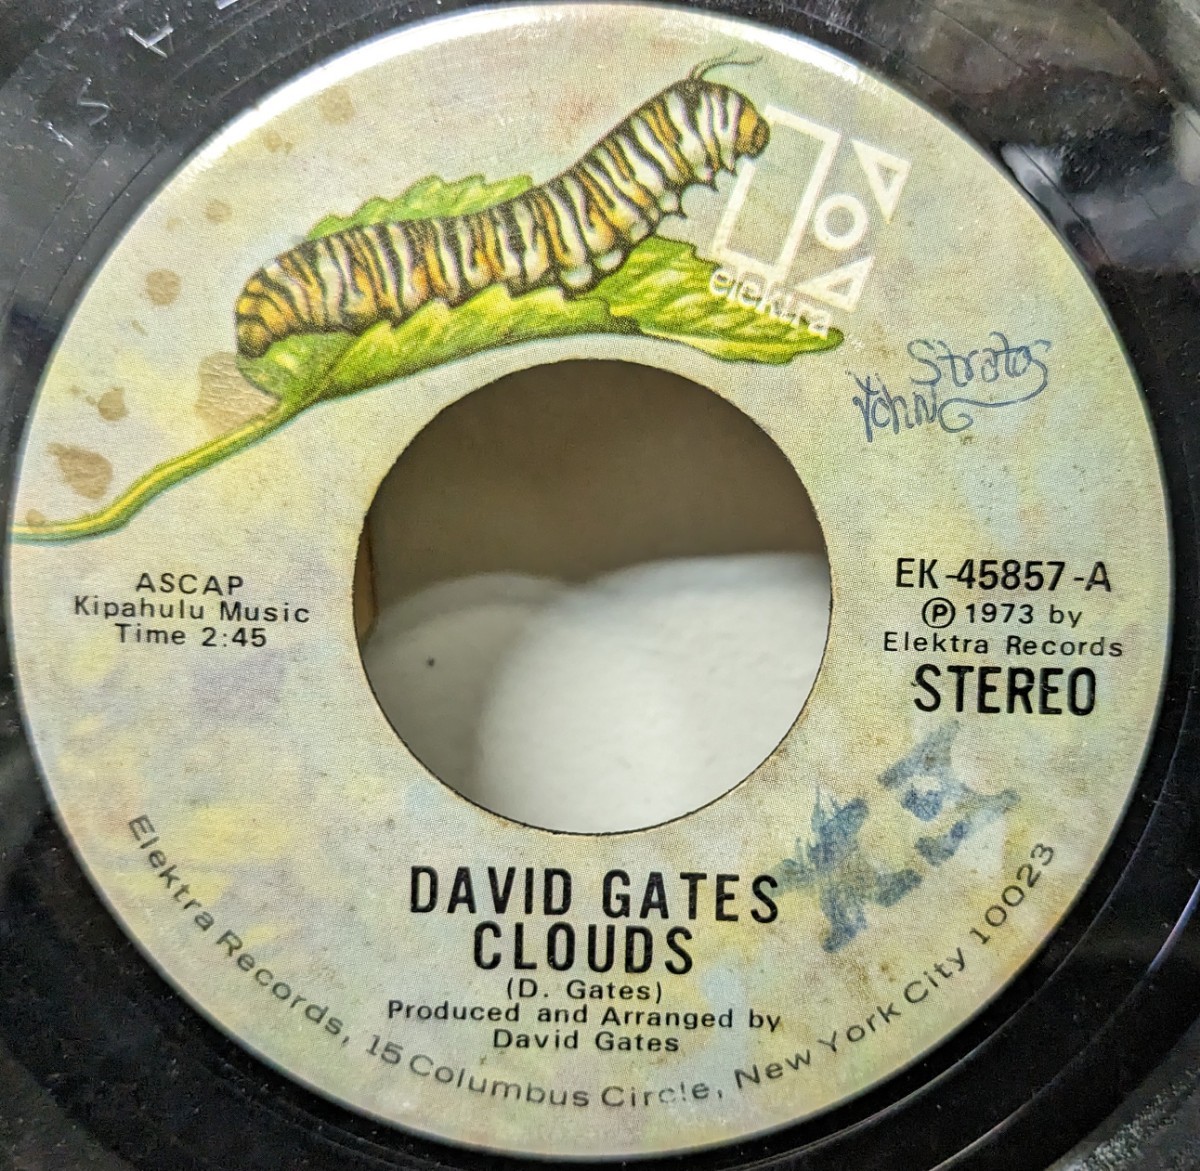 elektra
Stratos
John
ASCAP
Kipahulu Music
Time 2:45
EK-45857-A
Ⓟ 1973 by
Elektra Records
STEREO
DAVID GATES
CLOUDS
(D. Gates)
Produced and Arranged by
David Gates
Elektra Records, 15 Columbus Circle, New York City 10023